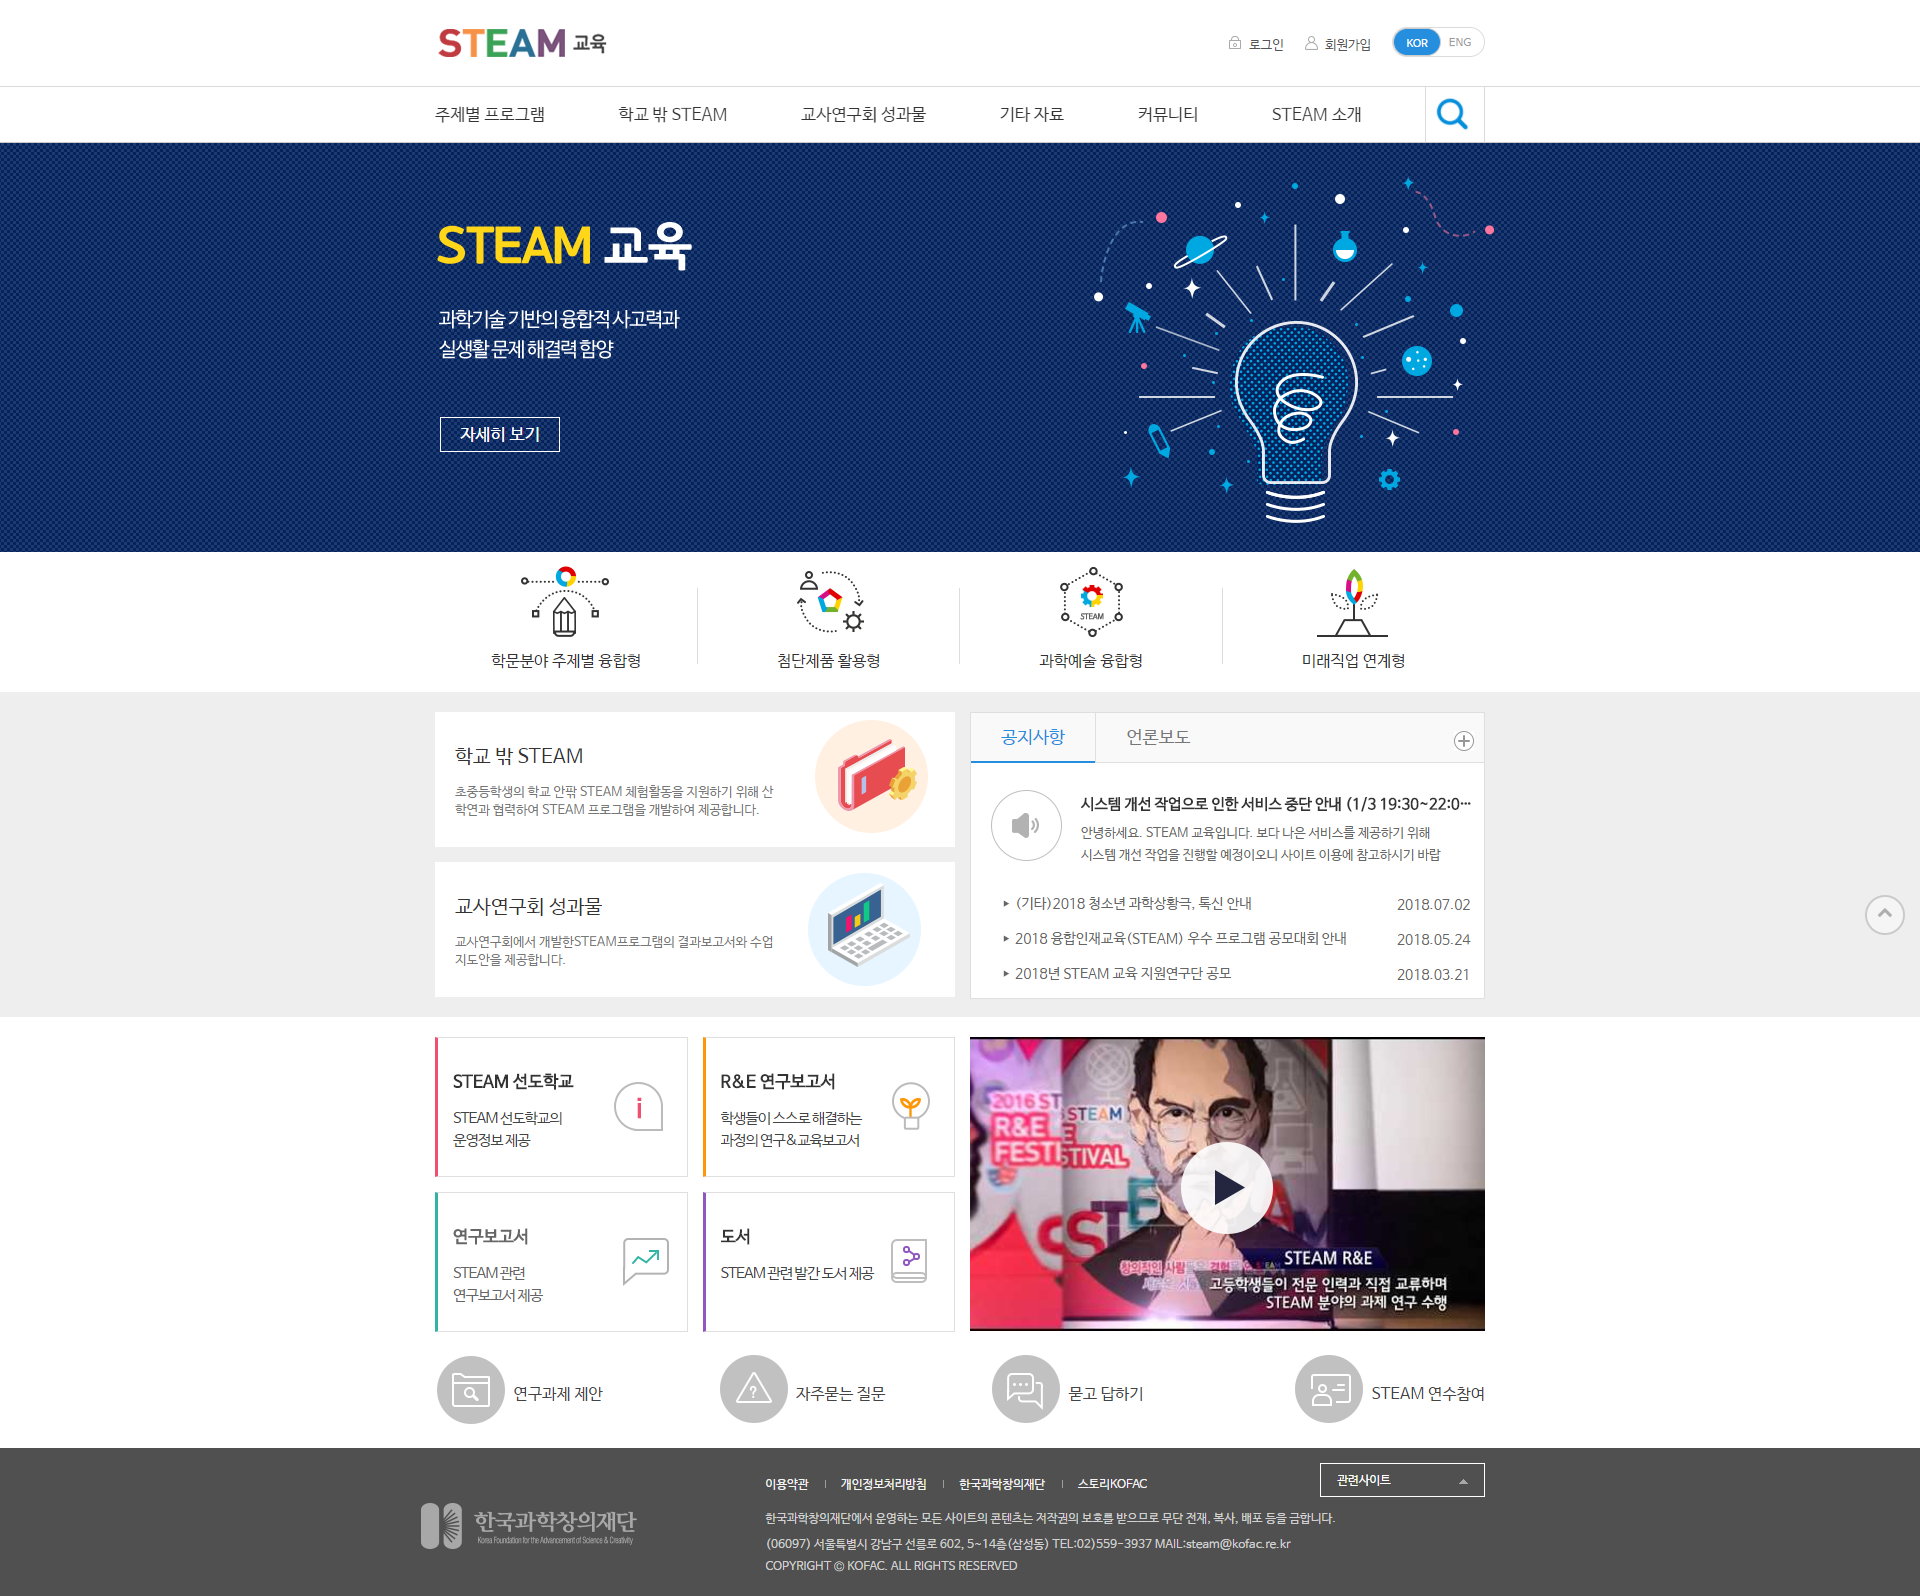 STEAM 교육
로그인
회원가입
KOR
ENG
주제별 프로그램
학교 밖 STEAM
교사연구회 성과물
기타 자료
커뮤니티
STEAM 소개
STEAM 교육
과학기술 기반의 융합적 사고력과
실생활 문제 해결력 함양
자세히 보기
STEAM
학문분야 주제별 융합형
첨단제품 활용형
과학예술 융합형
미래직업 연계형
학교 밖 STEAM
초중등학생의 학교 안팎 STEAM 체험활동을 지원하기 위해 산
학연과 협력하여 STEAM 프로그램을 개발하여 제공합니다.
교사연구회 성과물
교사연구회에서 개발한STEAM프로그램의 결과보고서와 수업
지도안을 제공합니다.
공지사항
언론보도
시스템 개선 작업으로 인한 서비스 중단 안내 (1/3 19:30~22:0···
안녕하세요. STEAM 교육입니다. 보다 나은 서비스를 제공하기 위해
시스템 개선 작업을 진행할 예정이오니 사이트 이용에 참고하시기 바랍
(기타)2018 청소년 과학상황극, 톡신 안내 2018.07.02
2018 융합인재교육(STEAM) 우수 프로그램 공모대회 안내 2018.05.24
2018년 STEAM 교육 지원연구단 공모 2018.03.21
STEAM 선도학교
STEAM 선도학교의
운영정보 제공
R&E 연구보고서
학생들이 스스로 해결하는
과정의 연구&교육보고서
연구보고서
STEAM 관련
연구보고서 제공
도서
STEAM 관련 발간 도서 제공
2016 ST
R&E
FESTI
STEAM
STIVAL
STEAM R&E
고등학생들이 전문 인력과 직접 교류하며
STEAM 분야의 과제 연구 수행
연구과제 제안
자주묻는 질문
묻고 답하기
STEAM 연수참여
한국과학창의재단
Korea Foundation for the Advancement of Science & Creativity
이용약관
개인정보처리방침
한국과학창의재단
스토리KOFAC
관련사이트
한국과학창의재단에서 운영하는 모든 사이트의 콘텐츠는 저작권의 보호를 받으므로 무단 전재, 복사, 배포 등을 금합니다.
(06097) 서울특별시 강남구 선릉로 602, 5~14층(삼성동) TEL:02)559-3937 MAIL:steam@kofac.re.kr
COPYRIGHT © KOFAC. ALL RIGHTS RESERVED